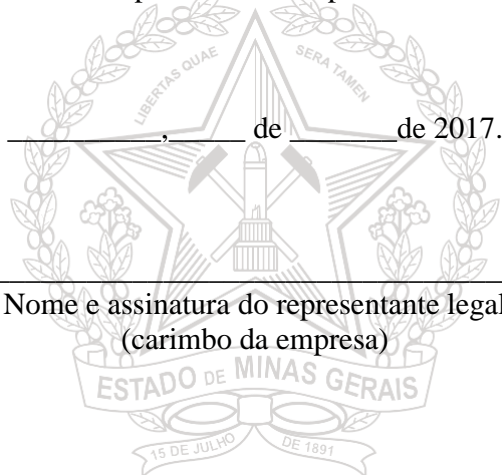 LIBERTAS QUAE SERA TAMEN
__________,_____ de _______de 2017.
Nome e assinatura do representante legal
(carimbo da empresa)
ESTADO DE MINAS GERAIS
15 DE JULHO DE 1891